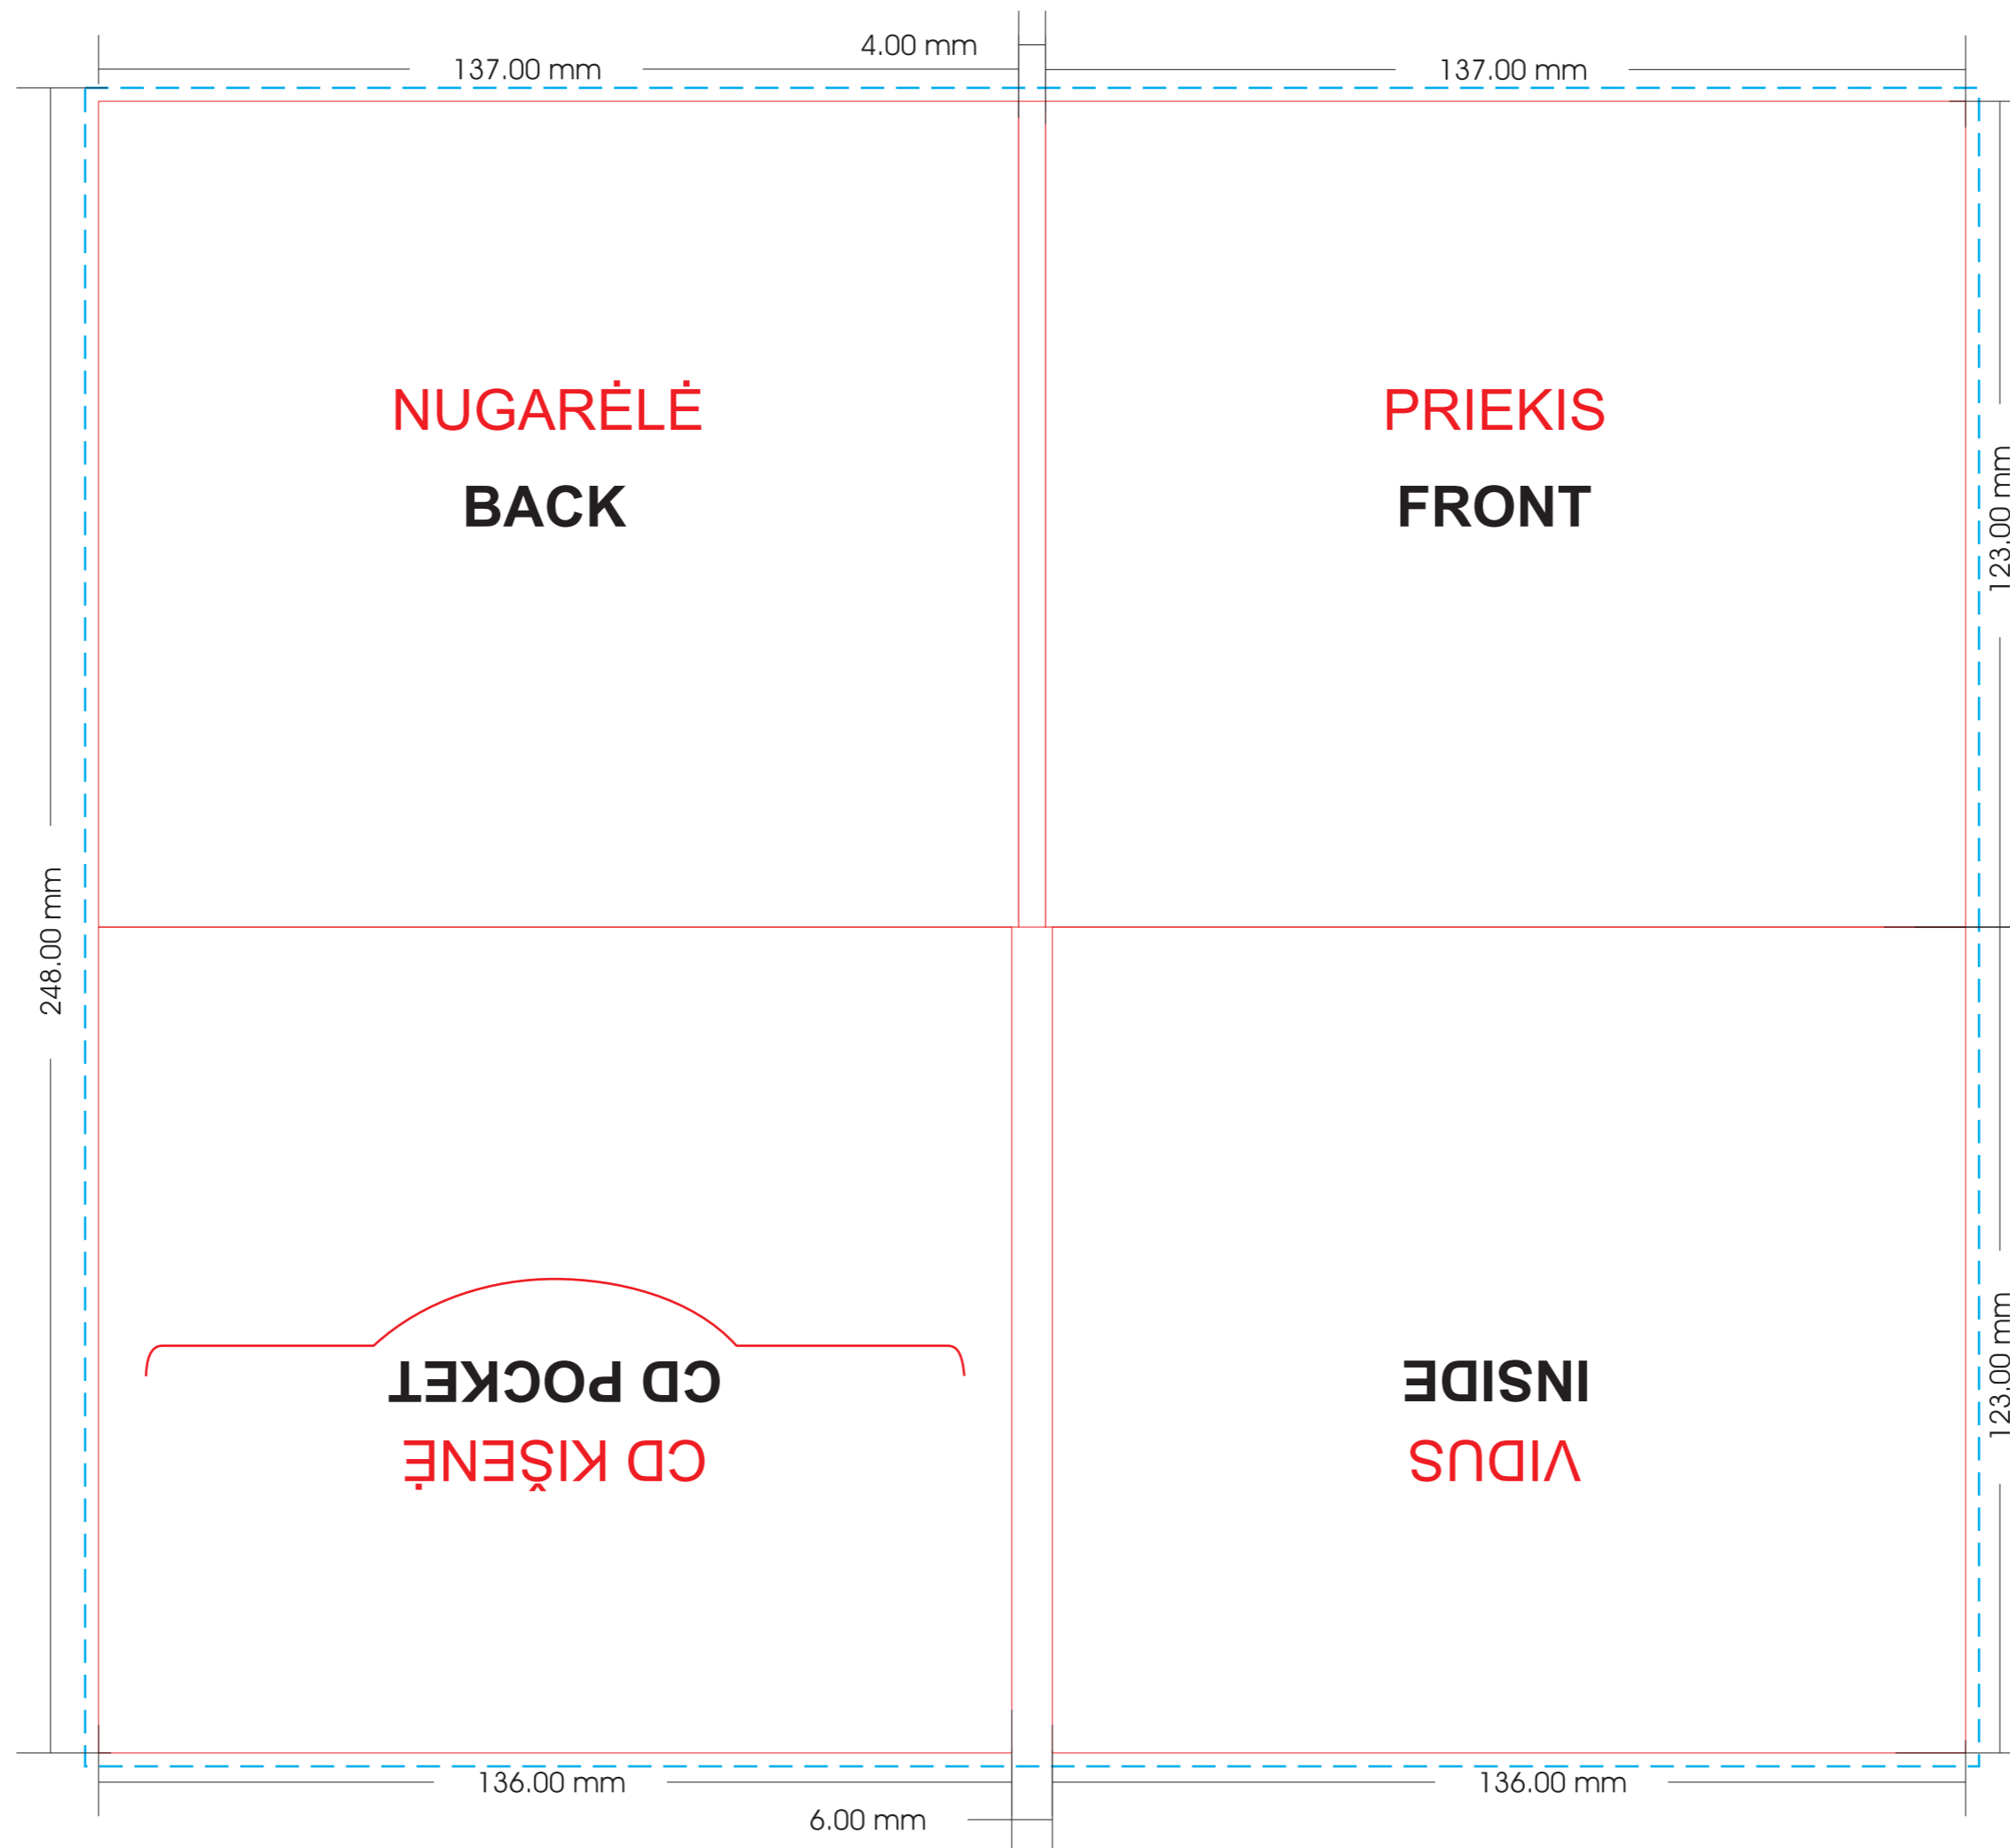 4.00 mm
137.00 mm
137.00 mm
NUGARĖLĖ
BACK
PRIEKIS
FRONT
123.00 mm
248.00 mm
CD POCKET
CD KIŠENĖ
INSIDE
VIDUS
123.00 mm
136.00 mm
136.00 mm
6.00 mm